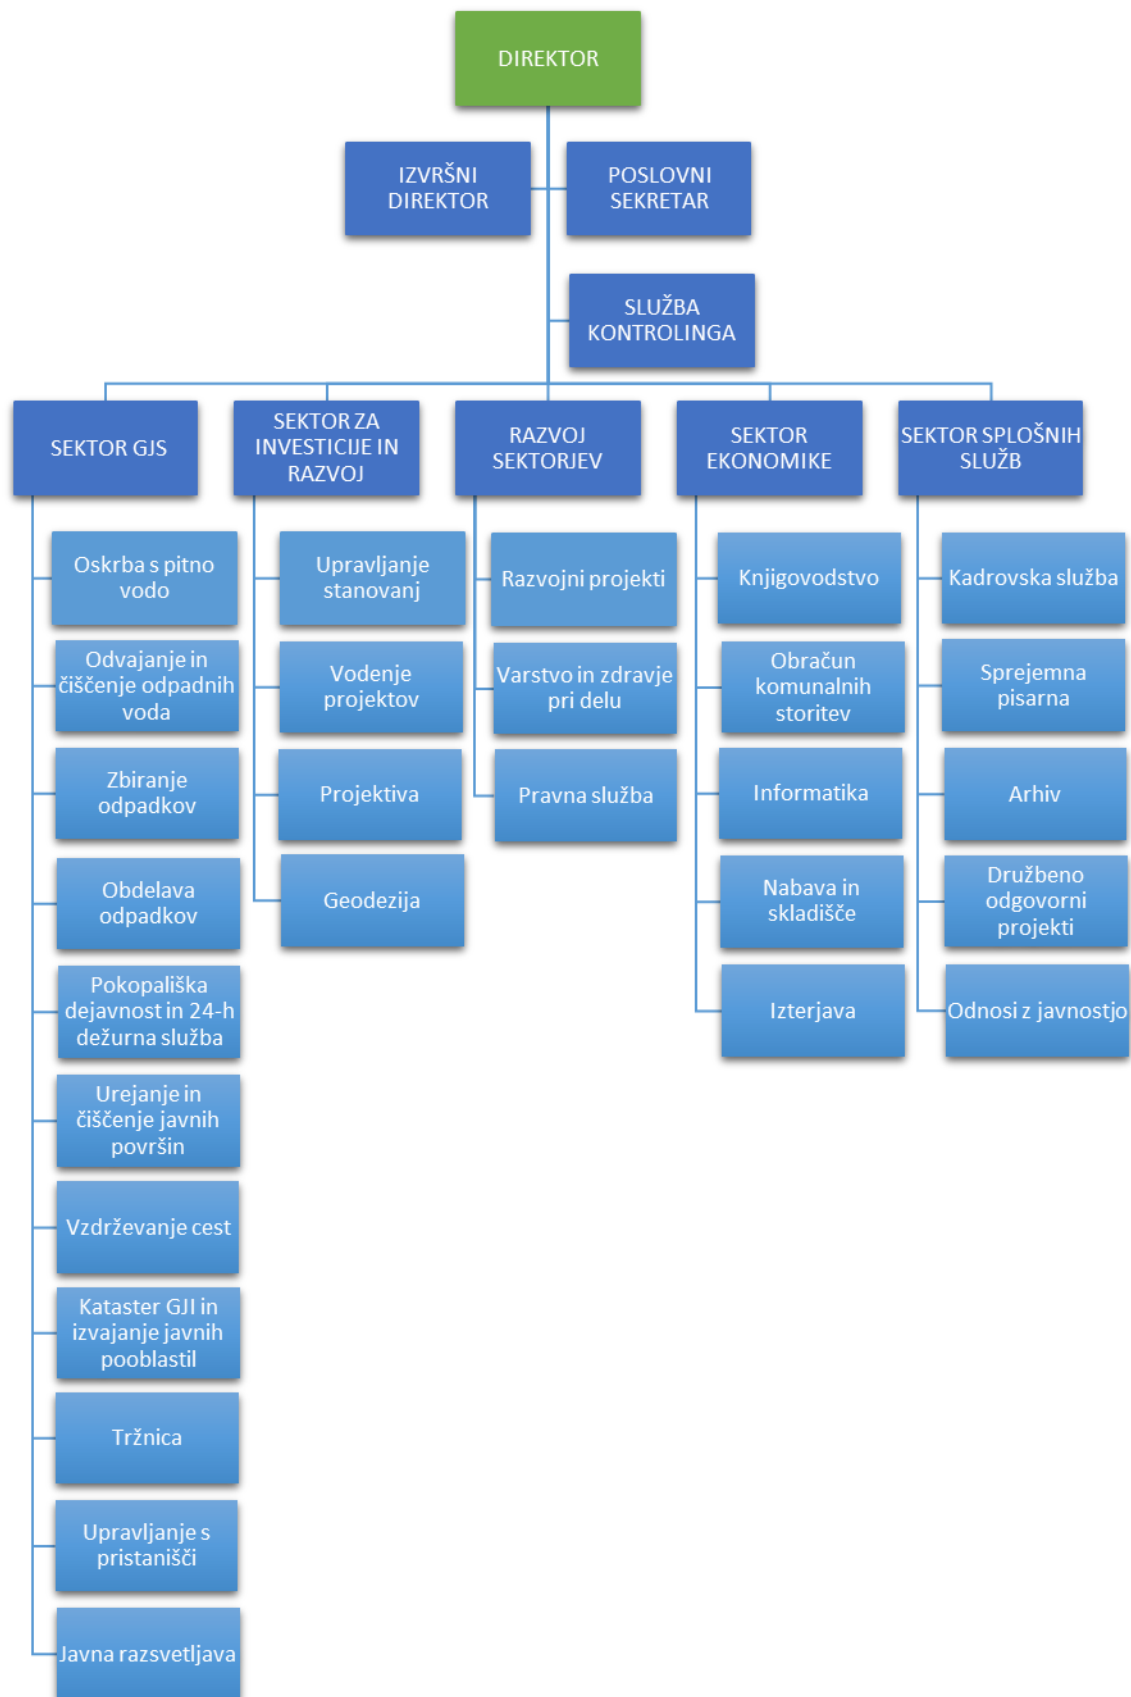 DIREKTOR
IZVRŠNI
DIREKTOR
POSLOVNI
SEKRETAR
SLUŽBA
KONTROLINGA
SEKTOR GJS
SEKTOR ZA
INVESTICIJE IN
RAZVOJ
RAZVOJ
SEKTORJEV
SEKTOR
EKONOMIKE
SEKTOR SPLOŠNIH
SLUŽB
Oskrba s pitno
vodo
Odvajanje in
čiščenje odpadnih
voda
Zbiranje
odpadkov
Obdelava
odpadkov
Pokopališka
dejavnost in 24-h
dežurna služba
Urejanje in
čiščenje javnih
površin
Vzdrževanje cest
Kataster GJI in
izvajanje javnih
pooblastil
Tržnica
Upravljanje s
pristanišči
Javna razsvetljava
Upravljanje
stanovanj
Vodenje
projektov
Projektiva
Geodezija
Razvojni projekti
Varstvo in zdravje
pri delu
Pravna služba
Knjigovodstvo
Obračun
komunalnih
storitev
Informatika
Nabava in
skladišče
Izterjava
Kadrovska služba
Sprejemna
pisarna
Arhiv
Družbeno
odgovorni
projekti
Odnosi z javnostjo